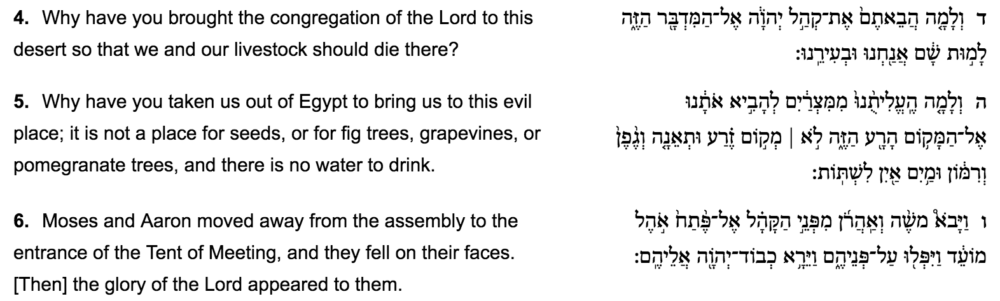 4. Why have you brought the congregation of the Lord to this
desert so that we and our livestock should die there?
ד וְלָמָ֤ה הֲבֵאתֶם֙ אֶת־קְהַ֣ל יְהֹוָ֔ה אֶל־הַמִּדְבָּ֖ר הַזֶּ֑ה
לָמ֣וּת שָׁ֔ם אֲנַ֖חְנוּ וּבְעִירֵֽנוּ:
5. Why have you taken us out of Egypt to bring us to this evil
place; it is not a place for seeds, or for fig trees, grapevines, or
pomegranate trees, and there is no water to drink.
ה וְלָמָ֤ה הֶֽעֱלִיתֻ֨נוּ֙ מִמִּצְרַ֔יִם לְהָבִ֣יא אֹתָ֔נוּ
אֶל־הַמָּק֥וֹם הָרָ֖ע הַזֶּ֑ה לֹ֣א | מְק֣וֹם זֶ֗רַע וּתְאֵנָ֤ה וְגֶ֨פֶן֙
וְרִמּ֔וֹן וּמַ֥יִם אַ֖יִן לִשְׁתּֽוֹת:
6. Moses and Aaron moved away from the assembly to the
entrance of the Tent of Meeting, and they fell on their faces.
[Then] the glory of the Lord appeared to them.
ו וַיָּבֹא֩ משֶׁ֨ה וְאַֽהֲרֹ֜ן מִפְּנֵ֣י הַקָּהָ֗ל אֶל־פֶּ֨תַח֙ אֹ֣הֶל
מוֹעֵ֔ד וַיִּפְּל֖וּ עַל־פְּנֵיהֶ֑ם וַיֵּרָ֥א כְבוֹד־יְהֹוָ֖ה אֲלֵיהֶֽם: